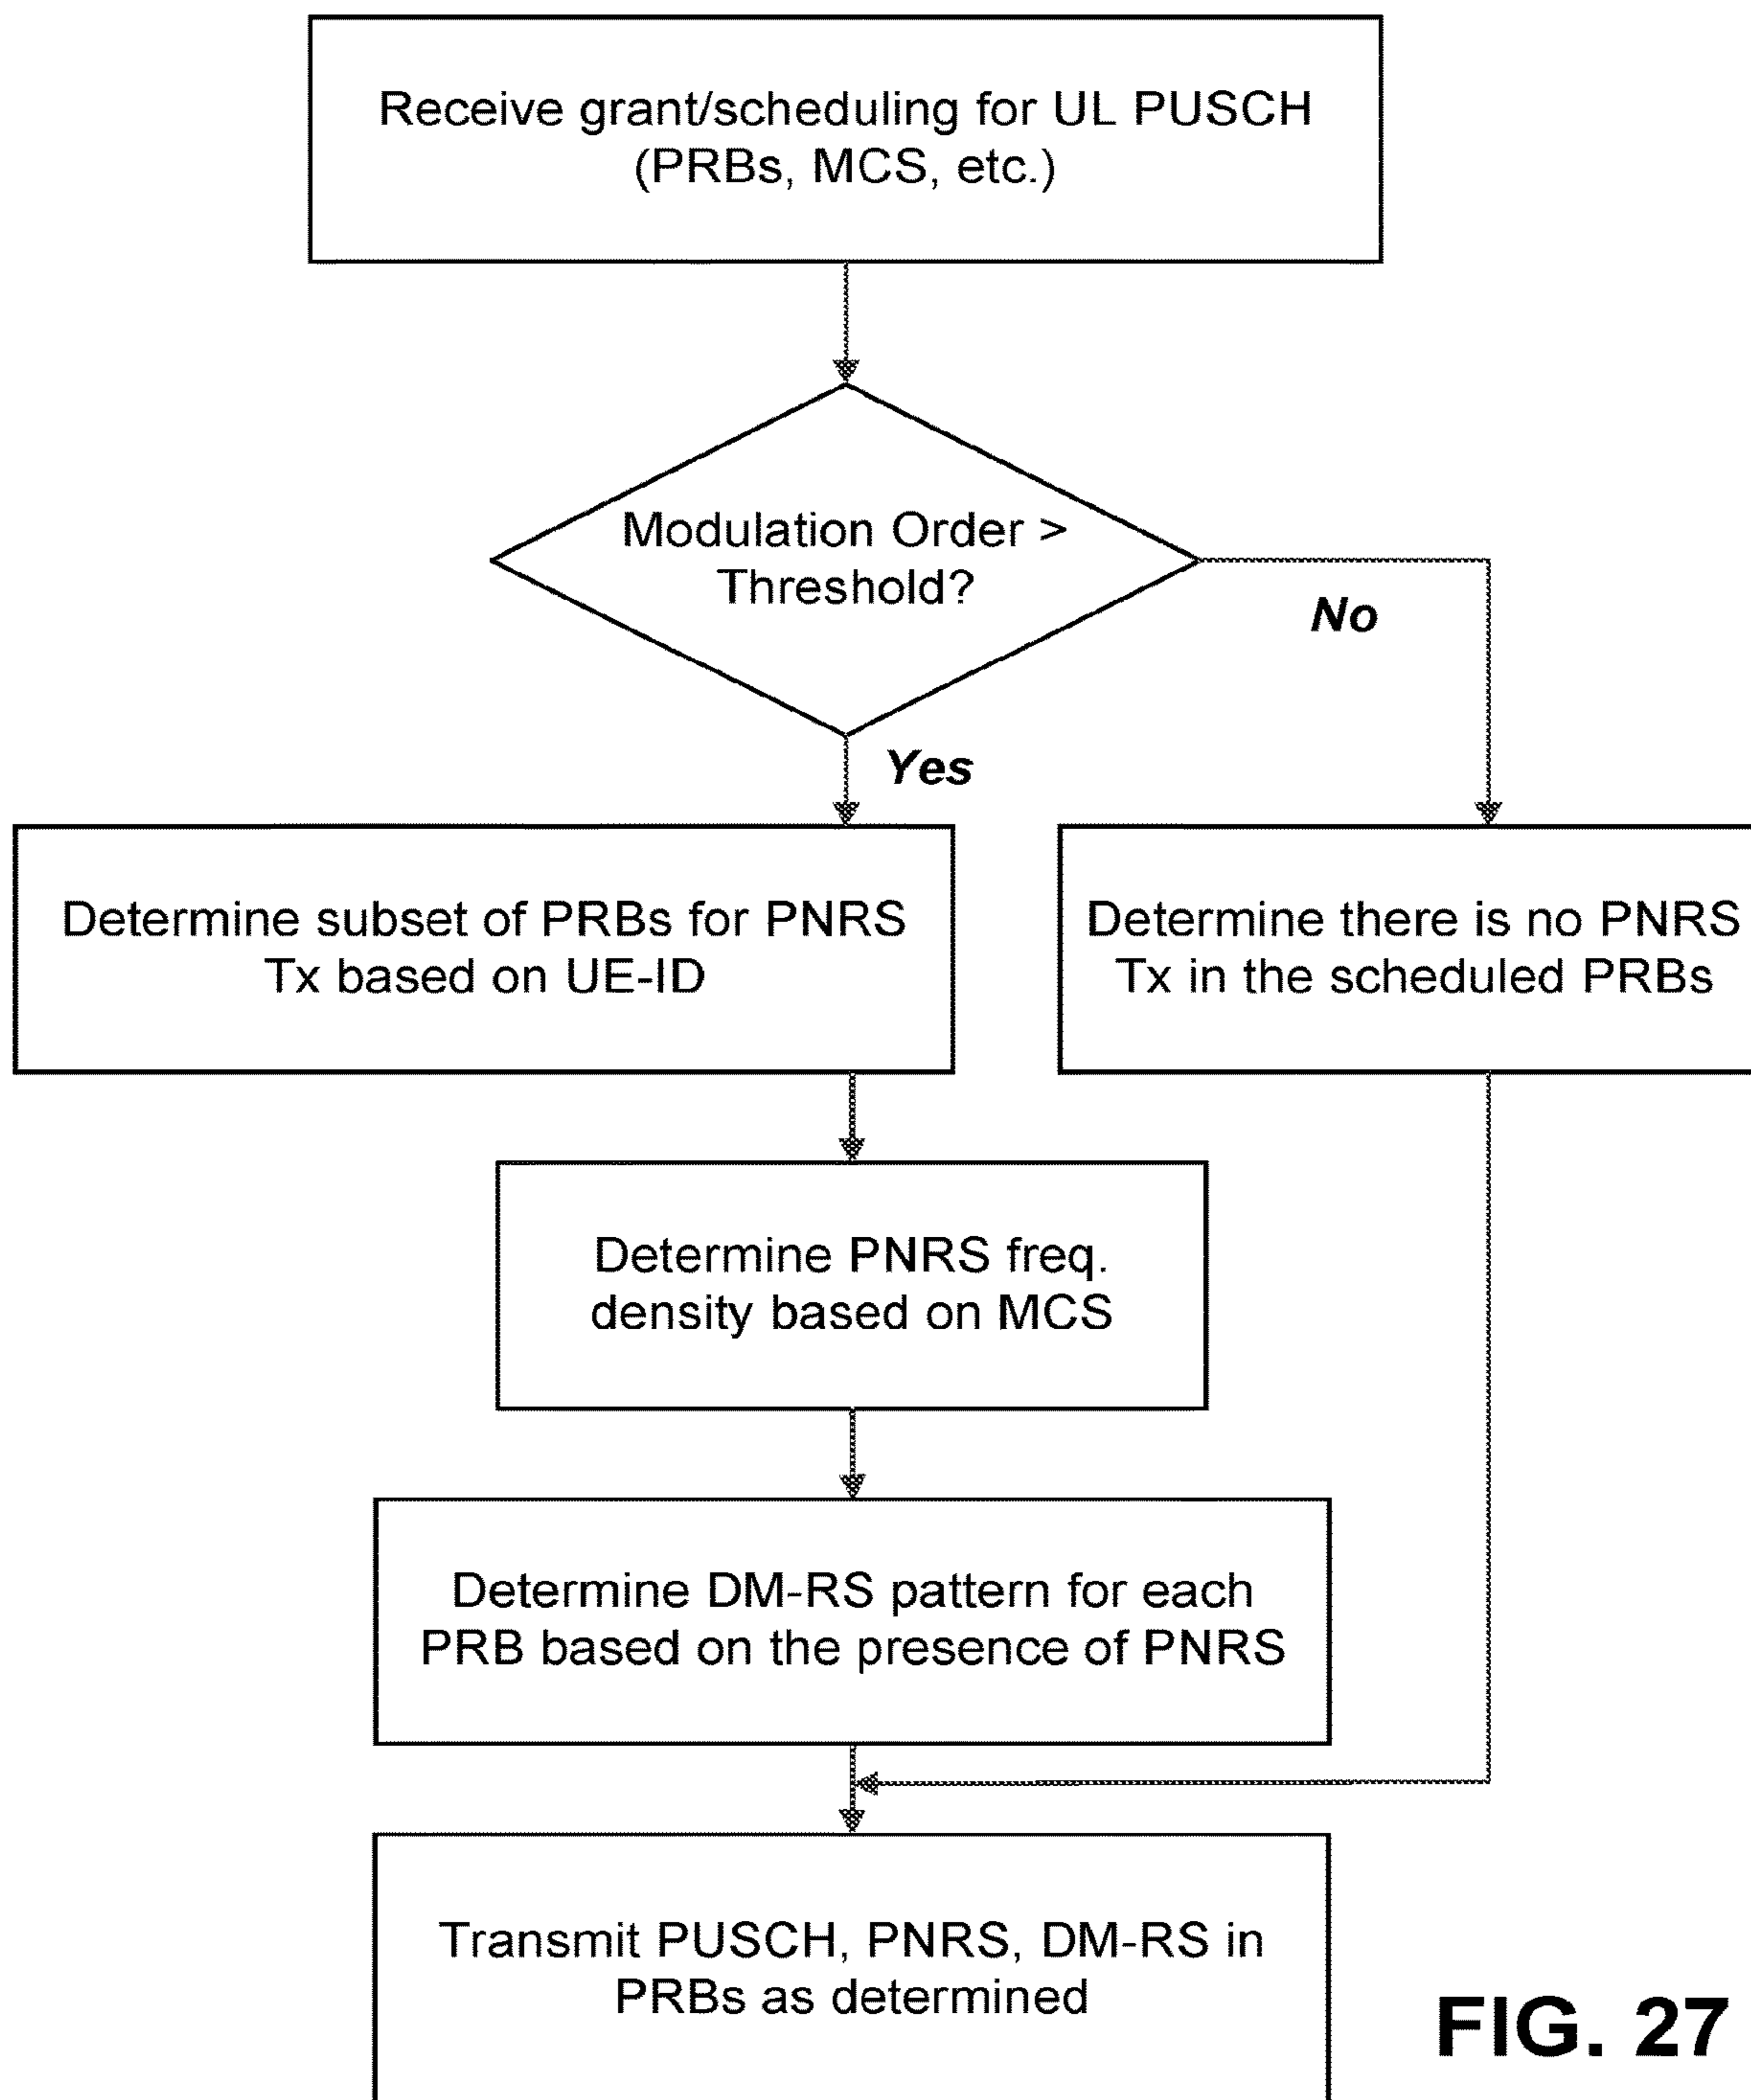 Receive grant/scheduling for UL PUSCH
(PRBs, MCS, etc.)
Modulation Order >
Threshold?
No
Yes
Determine subset of PRBs for PNRS
Tx based on UE-ID
Determine there is no PNRS
Tx in the scheduled PRBs
Determine PNRS freq.
density based on MCS
Determine DM-RS pattern for each
PRB based on the presence of PNRS
Transmit PUSCH, PNRS, DM-RS in
PRBs as determined
FIG. 27